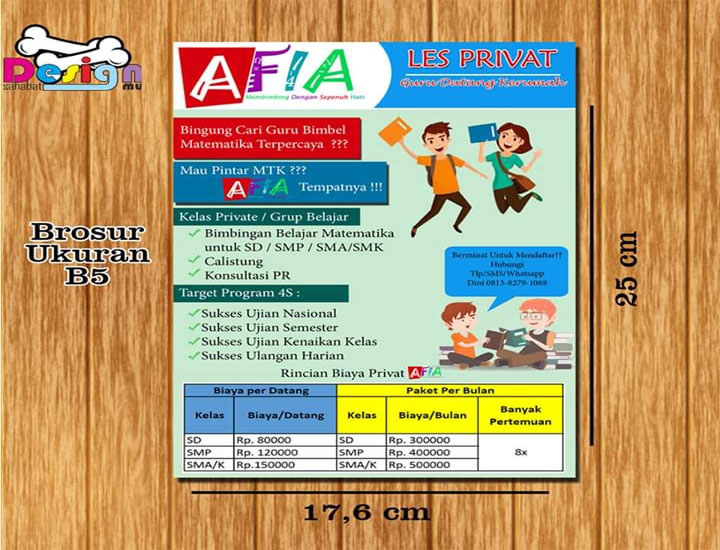 Design
sahabat mu
AFIA
Membimbing Dengan Sepenuh Hati
LES PRIVAT
Guru Datang Kerumah
Bingung Cari Guru Bimbel
Matematika Terpercaya ???
Mau Pintar MTK ???
AFIA Tempatnya !!!
Kelas Private / Grup Belajar
Bimbingan Belajar Matematika
untuk SD / SMP / SMA/SMK
Calistung
Konsultasi PR
Target Program 4S :
Sukses Ujian Nasional
Sukses Ujian Semester
Sukses Ujian Kenaikan Kelas
Sukses Ulangan Harian
Berminat Untuk Mendaftar??
Hubungi
Tlp/SMS/Whatsapp
Dini 0813-8279-1088
Rincian Biaya Privat AFIA
Biaya per Datang Paket Per Bulan
Kelas Biaya/Datang Kelas Biaya/Bulan Banyak Pertemuan
SD Rp. 80000 SD Rp. 300000
SMP Rp. 120000 SMP Rp. 400000 8x
SMA/K Rp.150000 SMA/K Rp. 500000
Brosur
Ukuran
B5
25 cm
17,6 cm